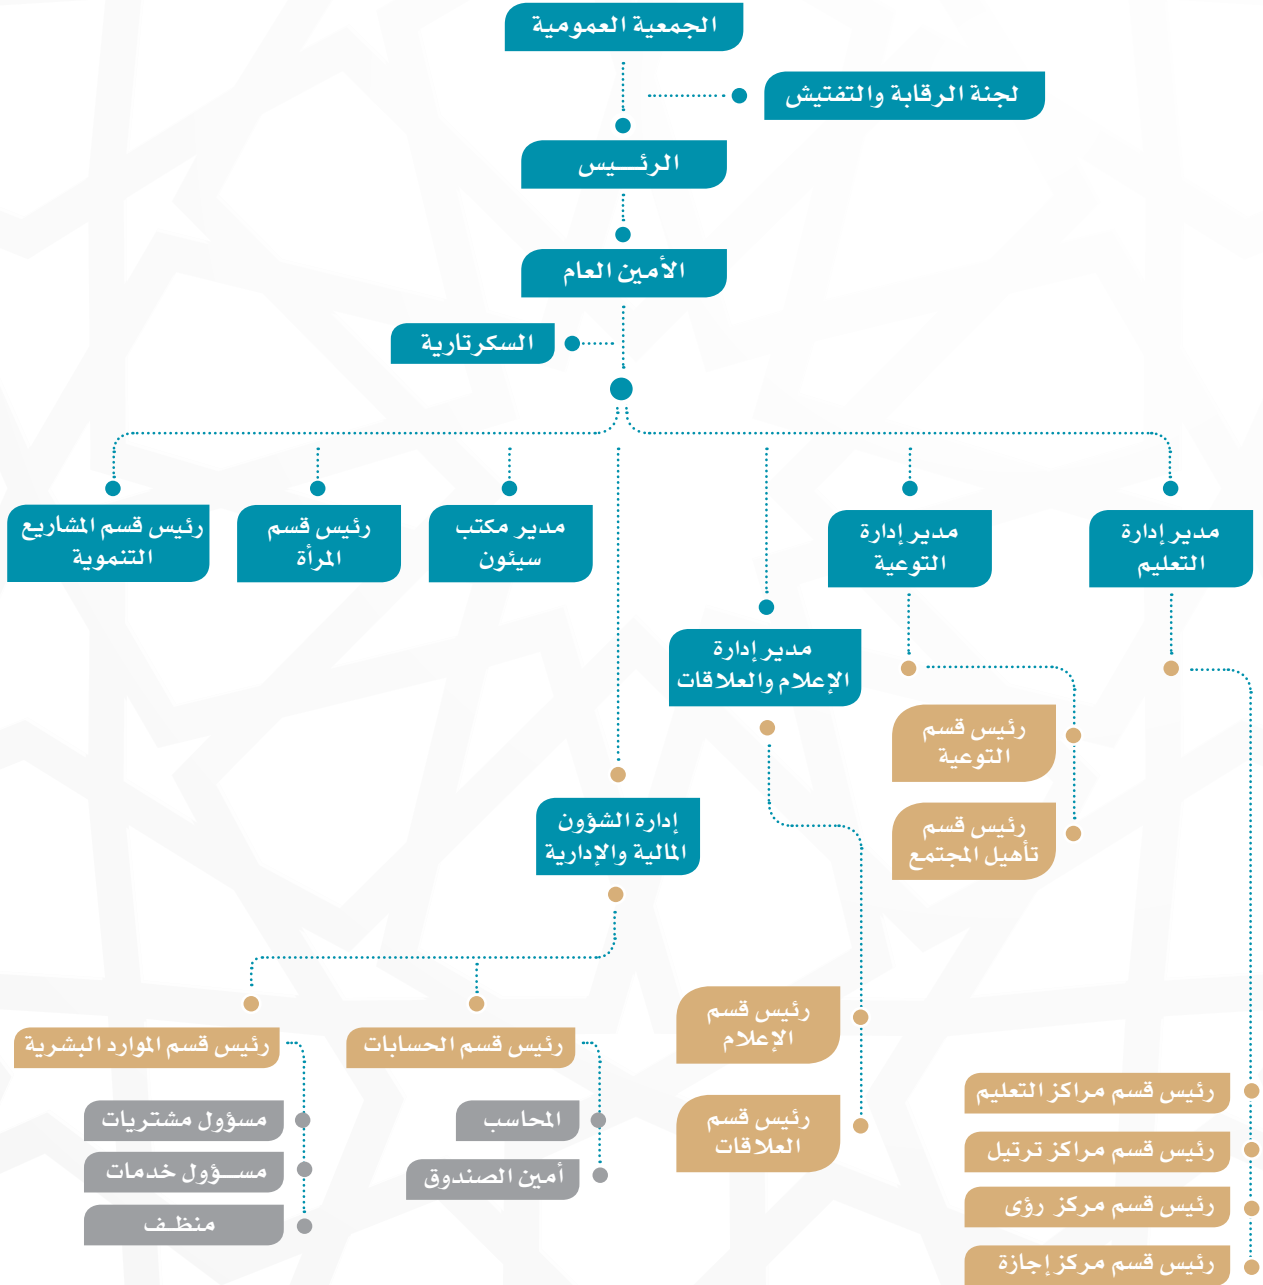 الجمعية العمومية
لجنة الرقابة والتفتيش
الرئـــيس
الأمين العام
السكرتارية
مدير إدارة
التعليم
مدير إدارة
التوعية
مدير مكتب
سيئون
رئيس قسم
المرأة
رئيس قسم المشاريع
التنموية
مدير إدارة
الإعلام والعلاقات
رئيس قسم
التوعية
رئيس قسم
تأهيل المجتمع
إدارة الشؤون
المالية والإدارية
رئيس قسم
الإعلام
رئيس قسم
العلاقات
رئيس قسم الحسابات
رئيس قسم الموارد البشرية
المحاسب
أمين الصندوق
مسؤول مشتريات
مســؤول خدمات
منظـف
رئيس قسم مراكز التعليم
رئيس قسم مراكز ترتيل
رئيس قسم مركز رؤى
رئيس قسم مركز إجازة